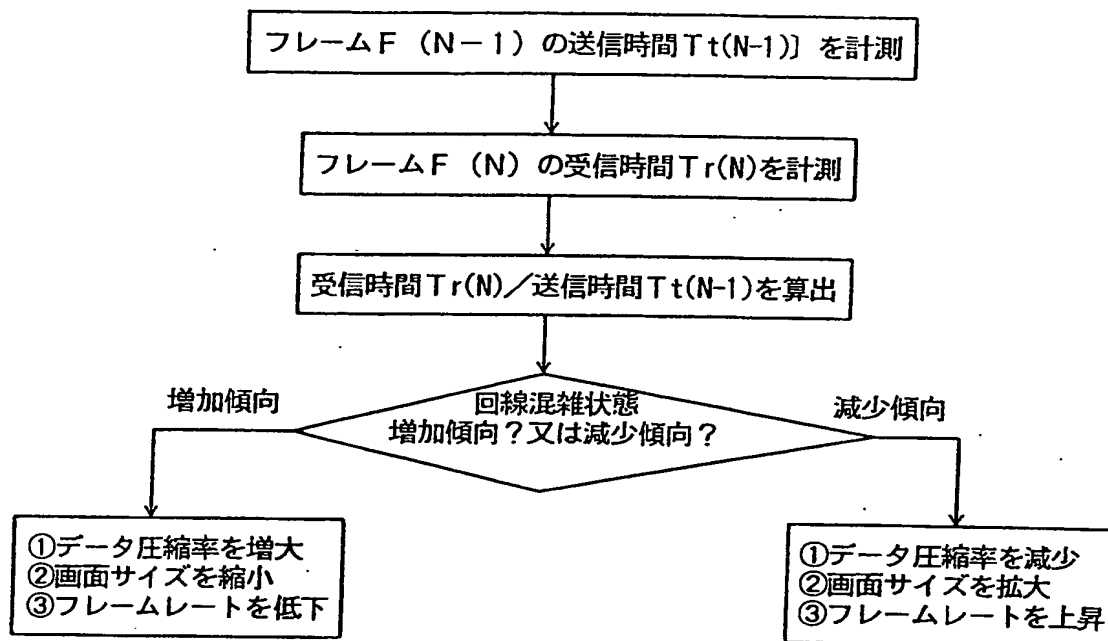 フレームF (N-1) の送信時間Tt(N-1)〕を計測
フレームF (N) の受信時間Tr(N)を計測
受信時間Tr(N)/送信時間Tt(N-1)を算出
回線混雑状態
増加傾向?又は減少傾向?
増加傾向
減少傾向
①データ圧縮率を増大
②画面サイズを縮小
③フレームレートを低下
①データ圧縮率を減少
②画面サイズを拡大
③フレームレートを上昇